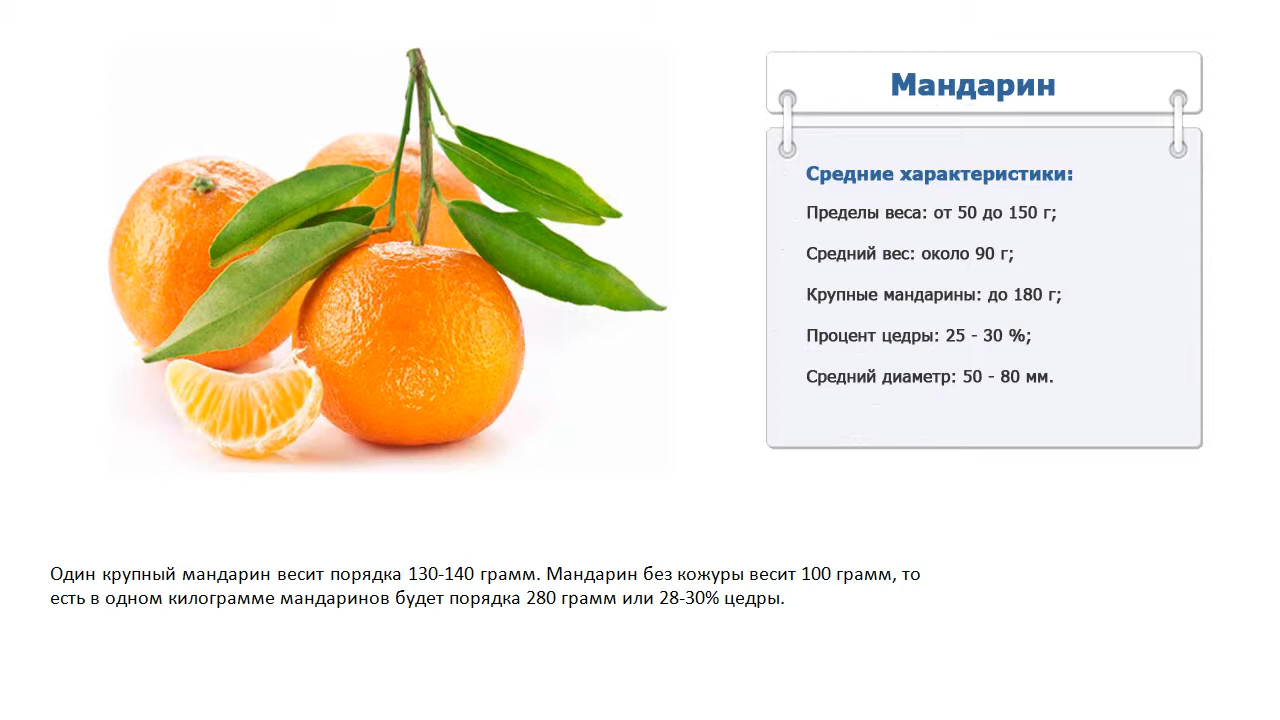 Мандарин
Средние характеристики:
Пределы веса: от 50 до 150 г;
Средний вес: около 90 г;
Крупные мандарины: до 180 г;
Процент цедры: 25 - 30 %;
Средний диаметр: 50 - 80 мм.
Один крупный мандарин весит порядка 130-140 грамм. Мандарин без кожуры весит 100 грамм, то
есть в одном килограмме мандаринов будет порядка 280 грамм или 28-30% цедры.